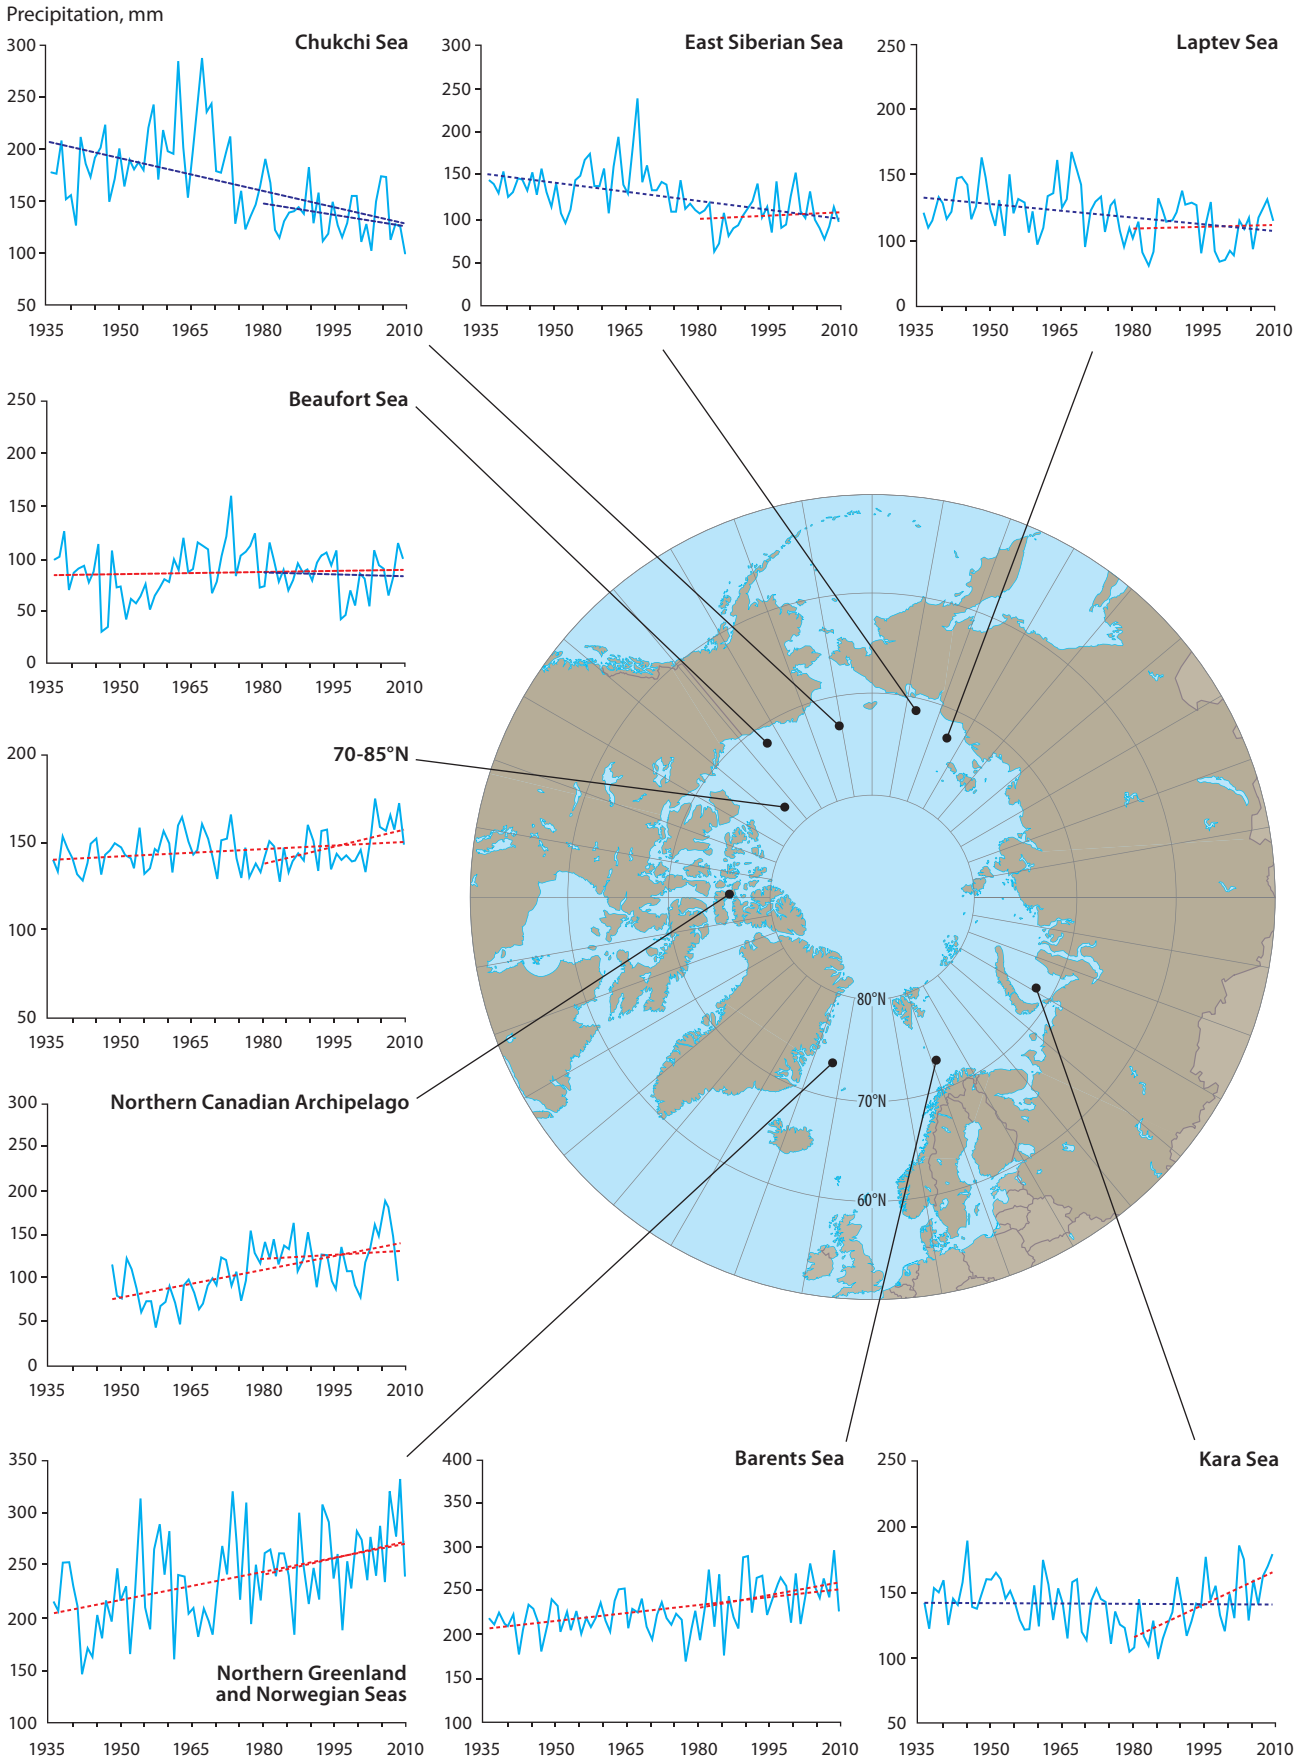 Precipitation, mm
Chukchi Sea
300
250
200
150
100
50
1935 1950 1965 1980 1995 2010
East Siberian Sea
300
250
200
150
100
50
0
1935 1950 1965 1980 1995 2010
Laptev Sea
250
200
150
100
0
1935 1950 1965 1980 1995 2010
Beaufort Sea
250
200
150
100
50
0
1935 1950 1965 1980 1995 2010
70-85°N
200
150
100
50
1935 1950 1965 1980 1995 2010
80°N
70°N
60°N
Northern Canadian Archipelago
300
250
200
150
100
50
0
1935 1950 1965 1980 1995 2010
350
300
250
200
150
100
Northern Greenland
and Norwegian Seas
1935 1950 1965 1980 1995 2010
Barents Sea
400
350
300
250
200
150
100
1935 1950 1965 1980 1995 2010
Kara Sea
250
200
150
100
50
1935 1950 1965 1980 1995 2010